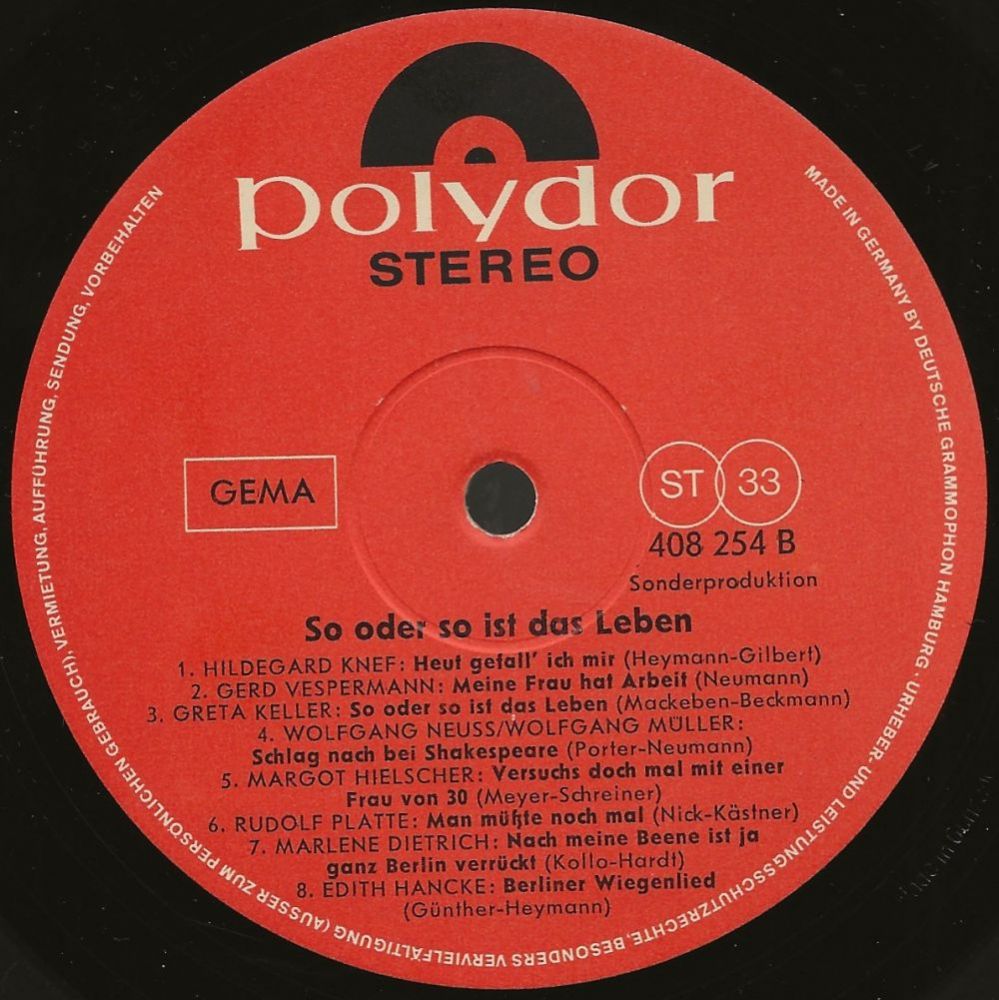 polydor
STEREO
GEMA
ST 33
408 254 B
Sonderproduktion
So oder so ist das Leben
1. HILDEGARD KNEF: Heut gefall' ich mir (Heymann-Gilbert)
2. GERD VESPERMANN: Meine Frau hat Arbeit (Neumann)
3. GRETA KELLER: So oder so ist das Leben (Mackeben-Beckmann)
4. WOLFGANG NEUSS/WOLFGANG MÜLLER:
Schlag nach bei Shakespeare (Porter-Neumann)
5. MARGOT HIELSCHER: Versuchs doch mal mit einer
Frau von 30 (Meyer-Schreiner)
6. RUDOLF PLATTE: Man müßte noch mal (Nick-Kästner)
7. MARLENE DIETRICH: Nach meine Beene ist ja
ganz Berlin verrückt (Kollo-Hardt)
8. EDITH HANCKE: Berliner Wiegenlied
(Günther-Heymann)
MADE IN GERMANY BY DEUTSCHE GRAMMOPHON HAMBURG · URHEBER- UND LEISTUNGSSCHUTZRECHTE, BESONDERS VERVIELFÄLTIGUNG (AUSSER ZUM PERSONLICHEN GEBRAUCH), VERMIETUNG, AUFFÜHRUNG, SENDUNG, VORBEHALTEN